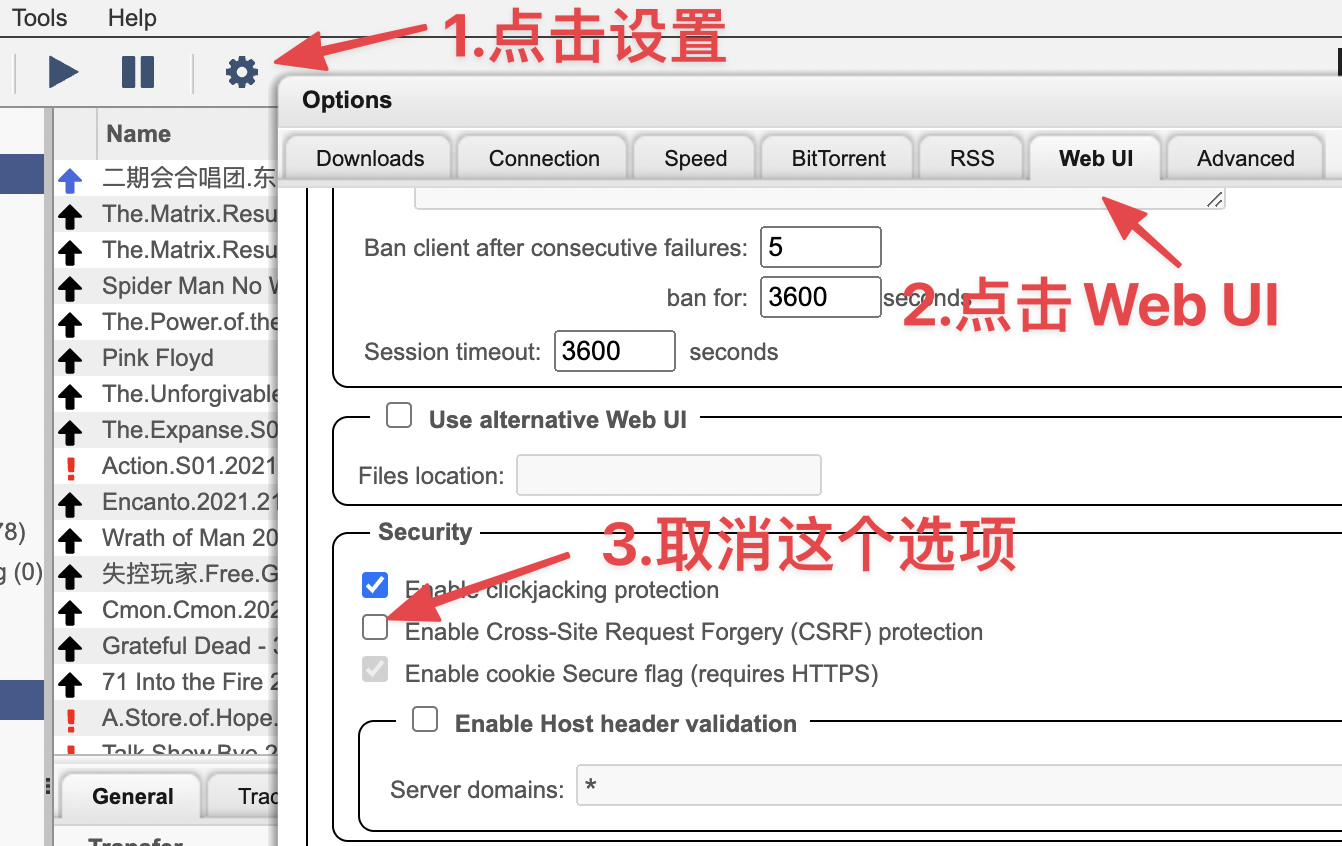 Tools Help
1.点击设置
Options
Downloads Connection Speed BitTorrent RSS Web UI Advanced
Name
二期会合唱团.东
The.Matrix.Resu
The.Matrix.Resu
Spider Man No W
The.Power.of.the
Pink Floyd
The.Unforgivable
The.Expanse.S0
Action.S01.2021
Encanto.2021.21
Wrath of Man 20
失控玩家.Free.G
Cmon.Cmon.202
Grateful Dead - 3
71 Into the Fire 2
A.Store.of.Hope.
Talk.Show.Bye.2
78)
g (0)
General Trac
Transfer
Ban client after consecutive failures: 5
ban for: 3600 seconds
2.点击 Web UI
Session timeout: 3600 seconds
Use alternative Web UI
Files location:
Security
3.取消这个选项
Enable clickjacking protection
Enable Cross-Site Request Forgery (CSRF) protection
Enable cookie Secure flag (requires HTTPS)
Enable Host header validation
Server domains: *